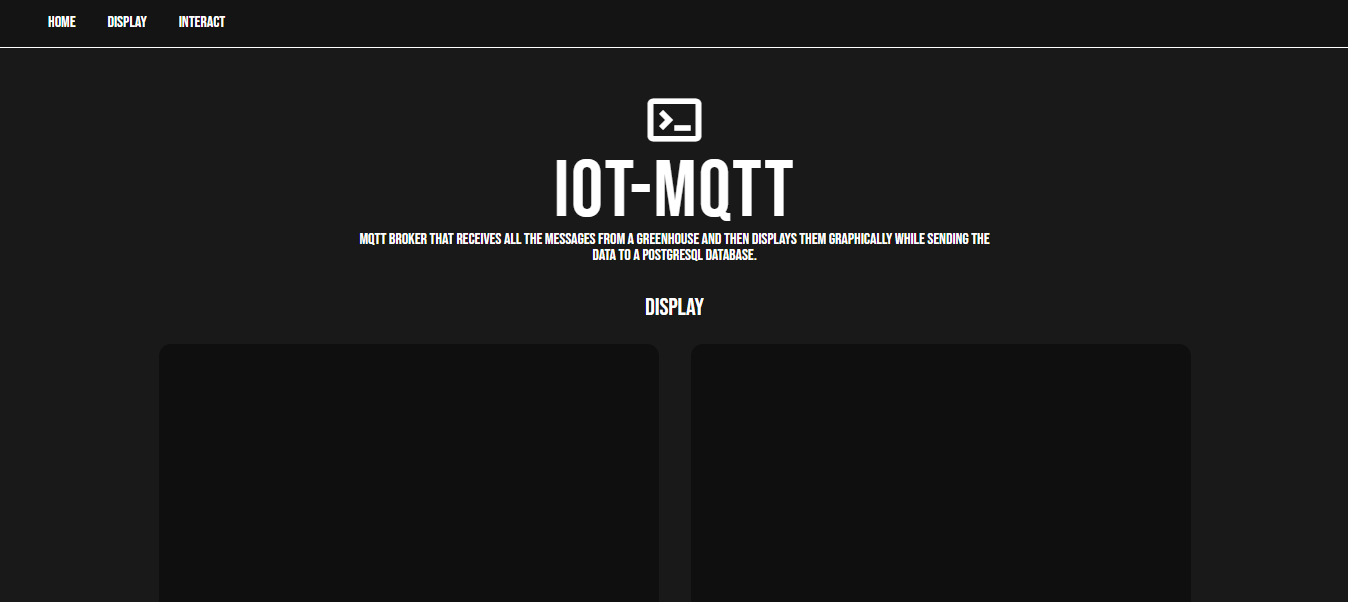 HOME DISPLAY INTERACT
IOT-MQTT
MQTT BROKER THAT RECEIVES ALL THE MESSAGES FROM A GREENHOUSE AND THEN DISPLAYS THEM GRAPHICALLY WHILE SENDING THE
DATA TO A POSTGRESQL DATABASE.
DISPLAY